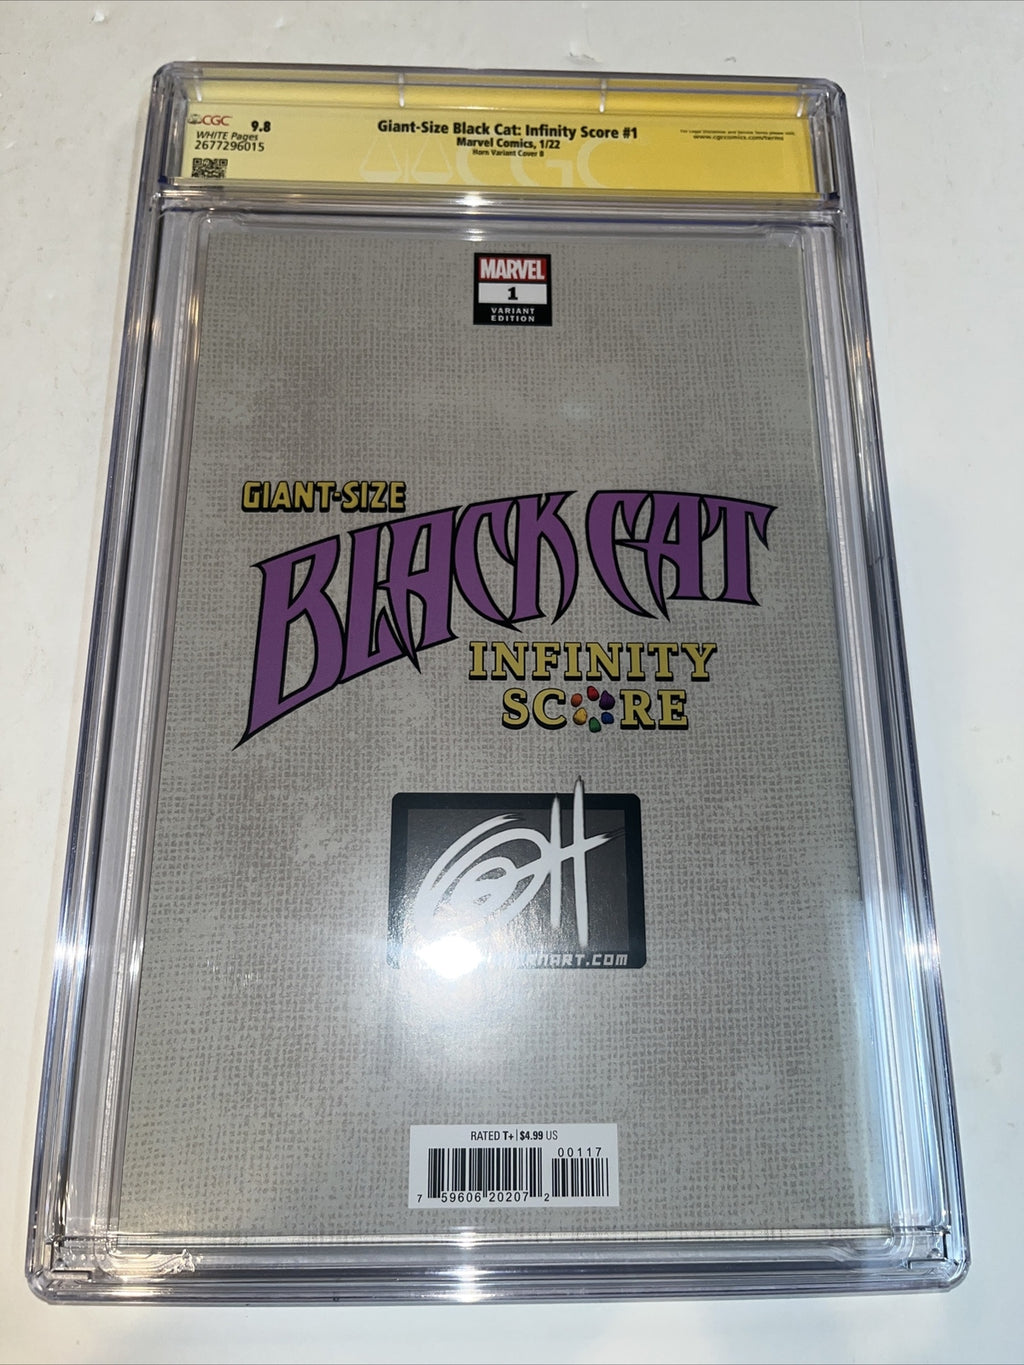 CGC 9.8
WHITE Pages
2677296015
Giant-Size Black Cat: Infinity Score #1
Marvel Comics, 1/22
Horn Variant Cover B
www.cgccomics.com/terms
CGC
MARVEL
1
VARIANT
EDITION
GIANT-SIZE
BLACK CAT
INFINITY
SCORE
RATED T+ | $4.99 US
00117
7 59606 20207 2